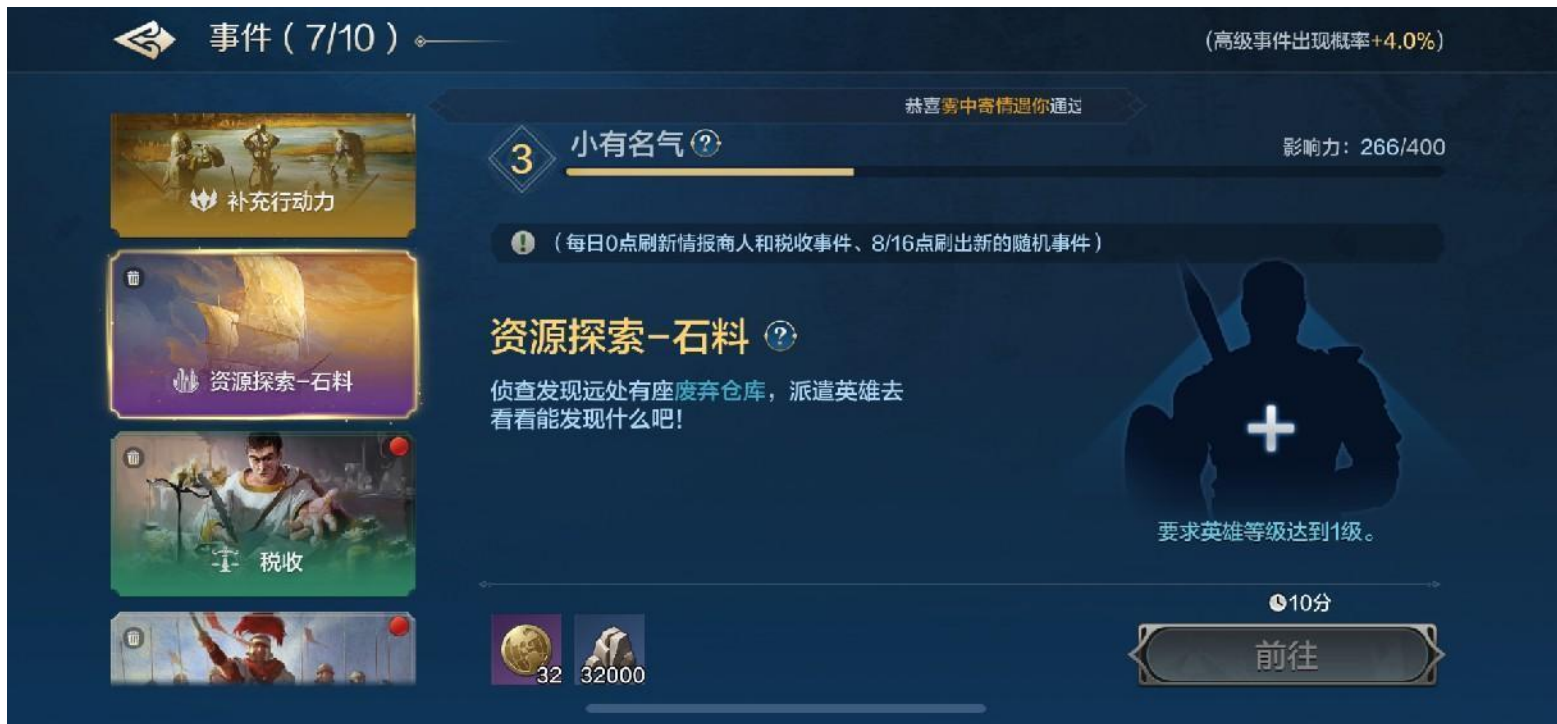 事件（7/10）
(高级事件出现概率+4.0%)
恭喜雾中寄情遇你通过
补充行动力
3
小有名气
?
影响力：266/400
!
（每日0点刷新情报商人和税收事件、8/16点刷出新的随机事件）
资源探索-石料
资源探索-石料
?
侦查发现远处有座废弃仓库，派遣英雄去
看看能发现什么吧！
税收
要求英雄等级达到1级。
10分
32
32000
前往